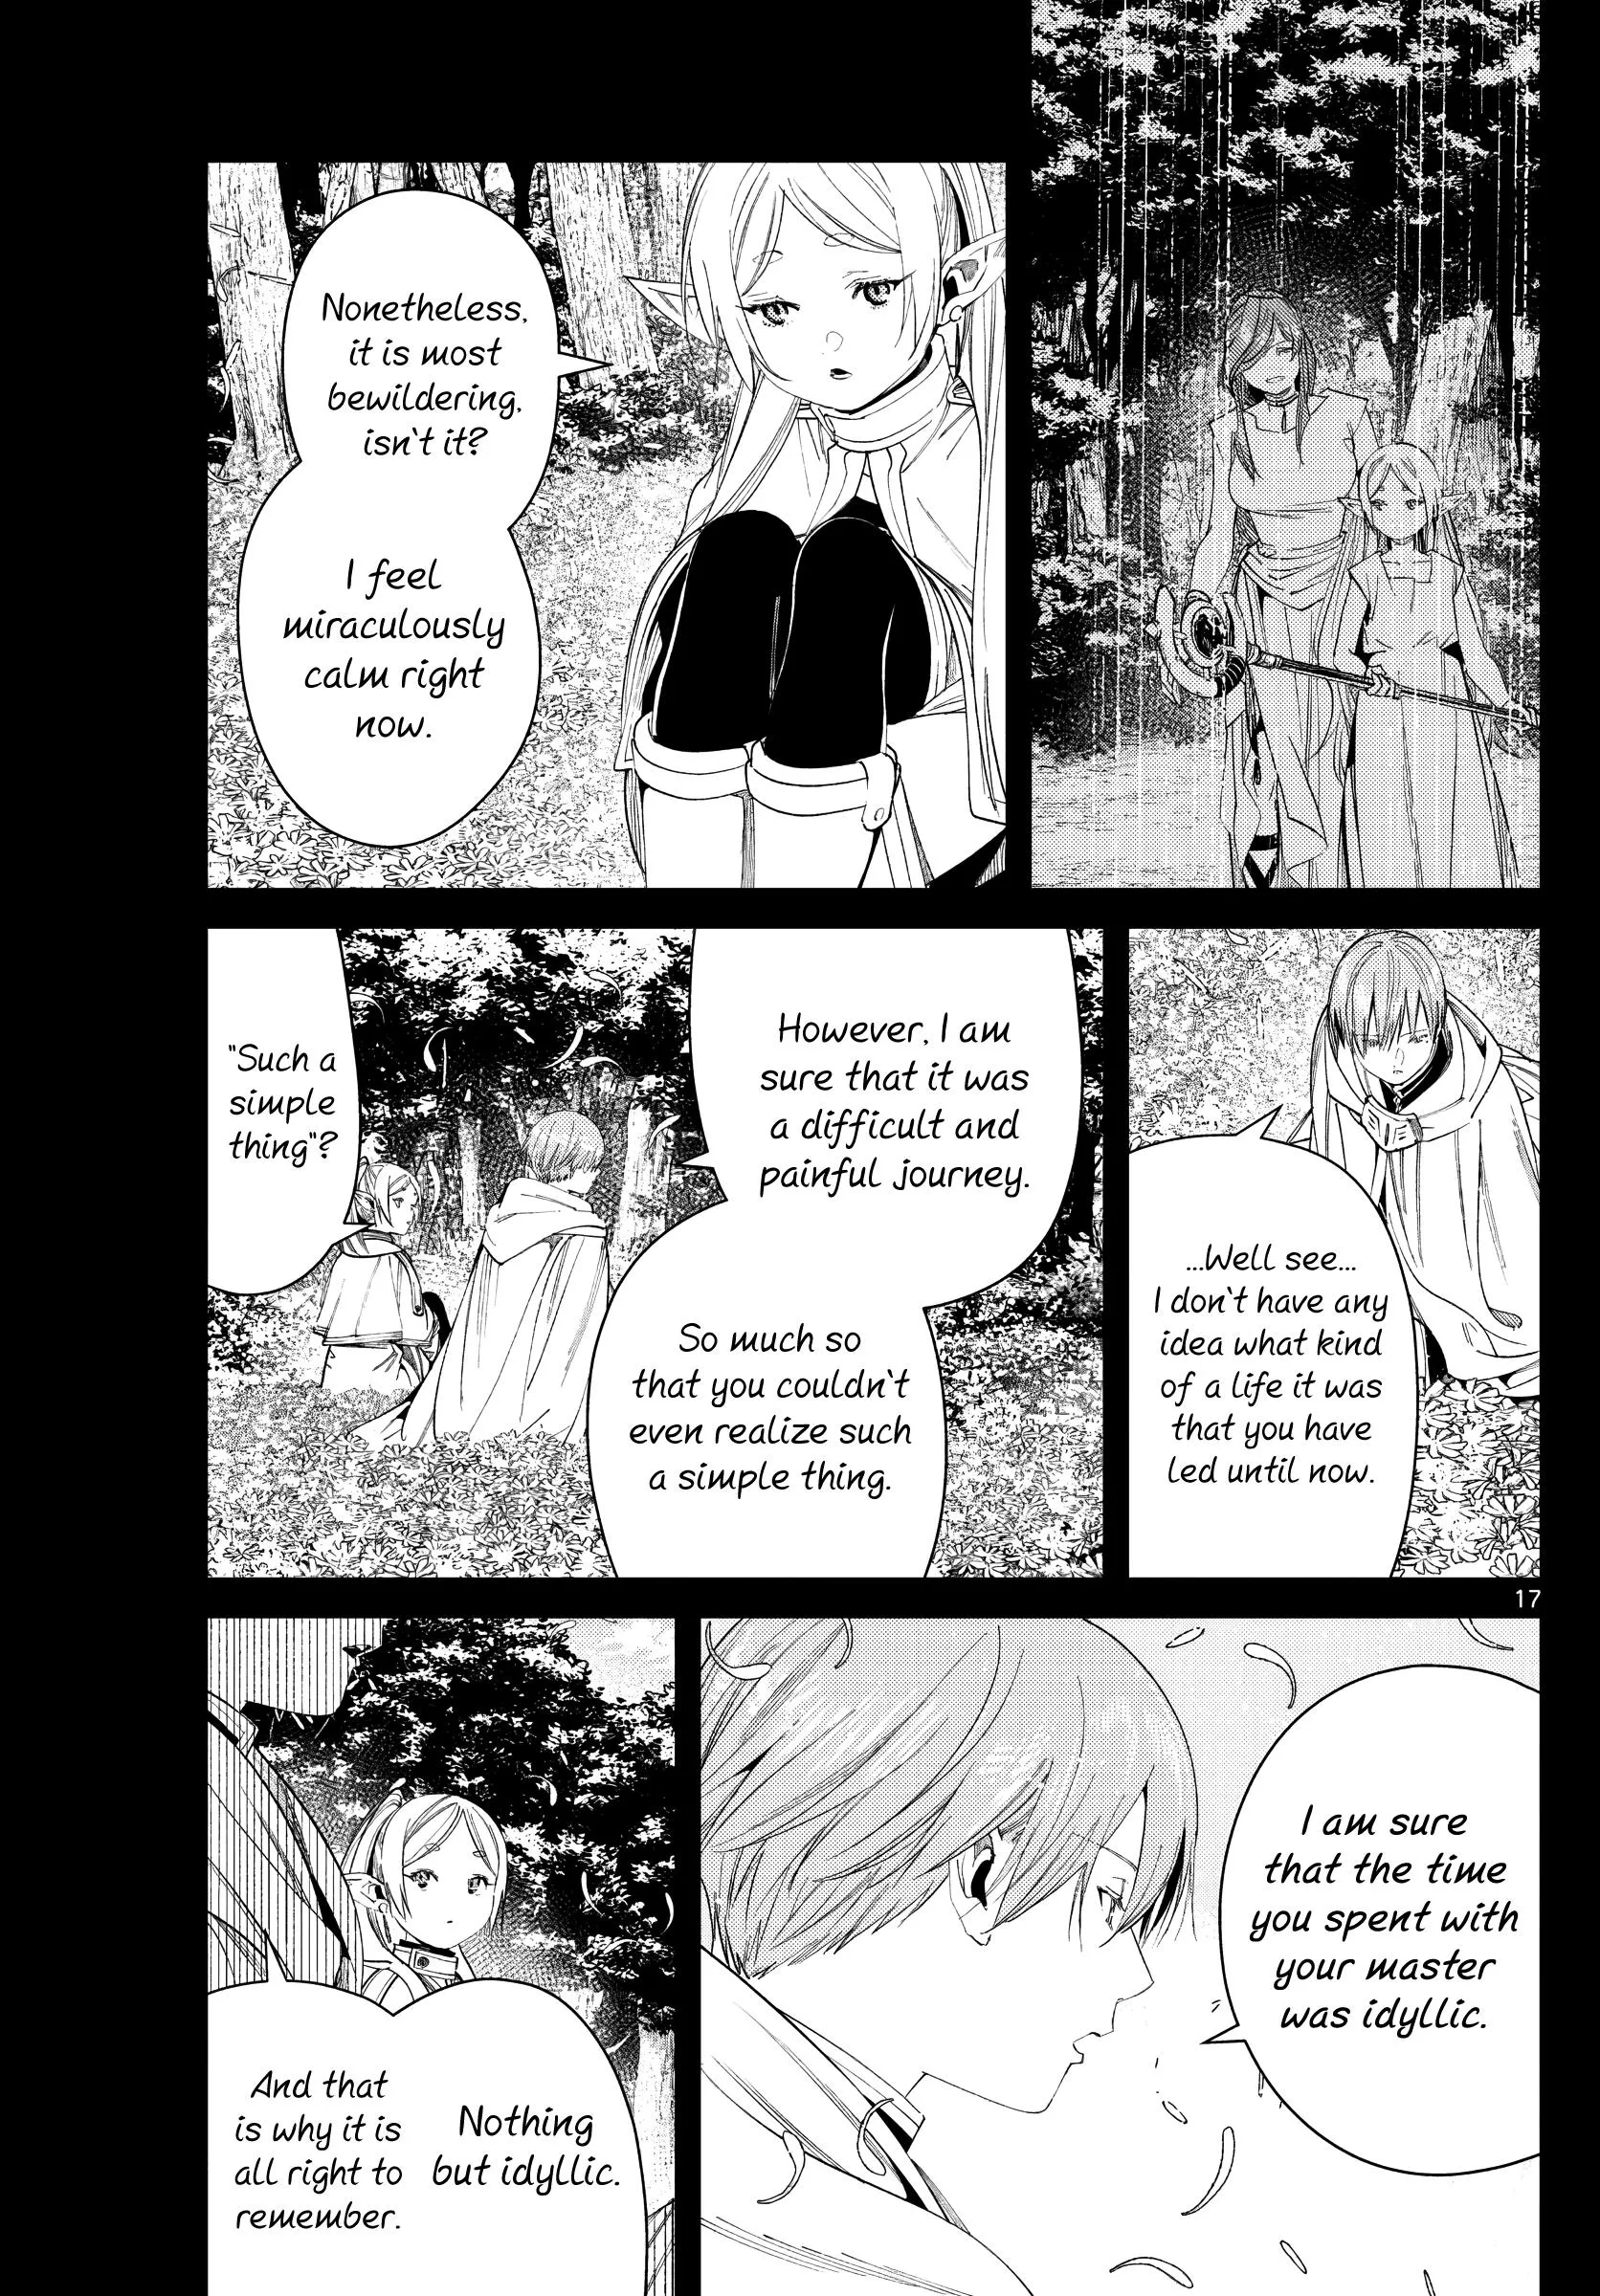 Nonetheless,
it is most
bewildering,
isn't it?
I feel
miraculously
calm right
now.
...Well see...
I don't have any
idea what kind
of a life it was
that you have
led until now.
However, I am
sure that it was
a difficult and
painful journey.
So much so
that you couldn't
even realize such
a simple thing.
"Such a
simple
thing"?
17
I am sure
that the time
you spent with
your master
was idyllic.
Nothing
but idyllic.
And that
is why it is
all right to
remember.